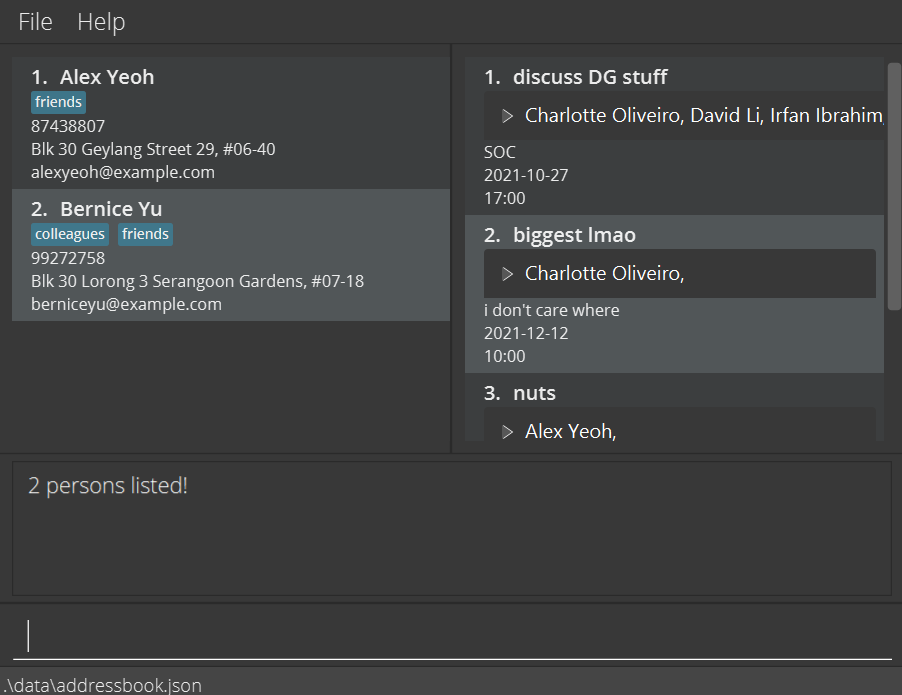 File Help
1. Alex Yeoh
friends
87438807
Blk 30 Geylang Street 29, #06-40
alexyeoh@example.com
2. Bernice Yu
colleagues friends
99272758
Blk 30 Lorong 3 Serangoon Gardens, #07-18
berniceyu@example.com
1. discuss DG stuff
Charlotte Oliveiro, David Li, Irfan Ibrahim,
SOC
2021-10-27
17:00
2. biggest lmao
Charlotte Oliveiro,
i don't care where
2021-12-12
10:00
3. nuts
Alex Yeoh,
2 persons listed!
.\data\addressbook.json